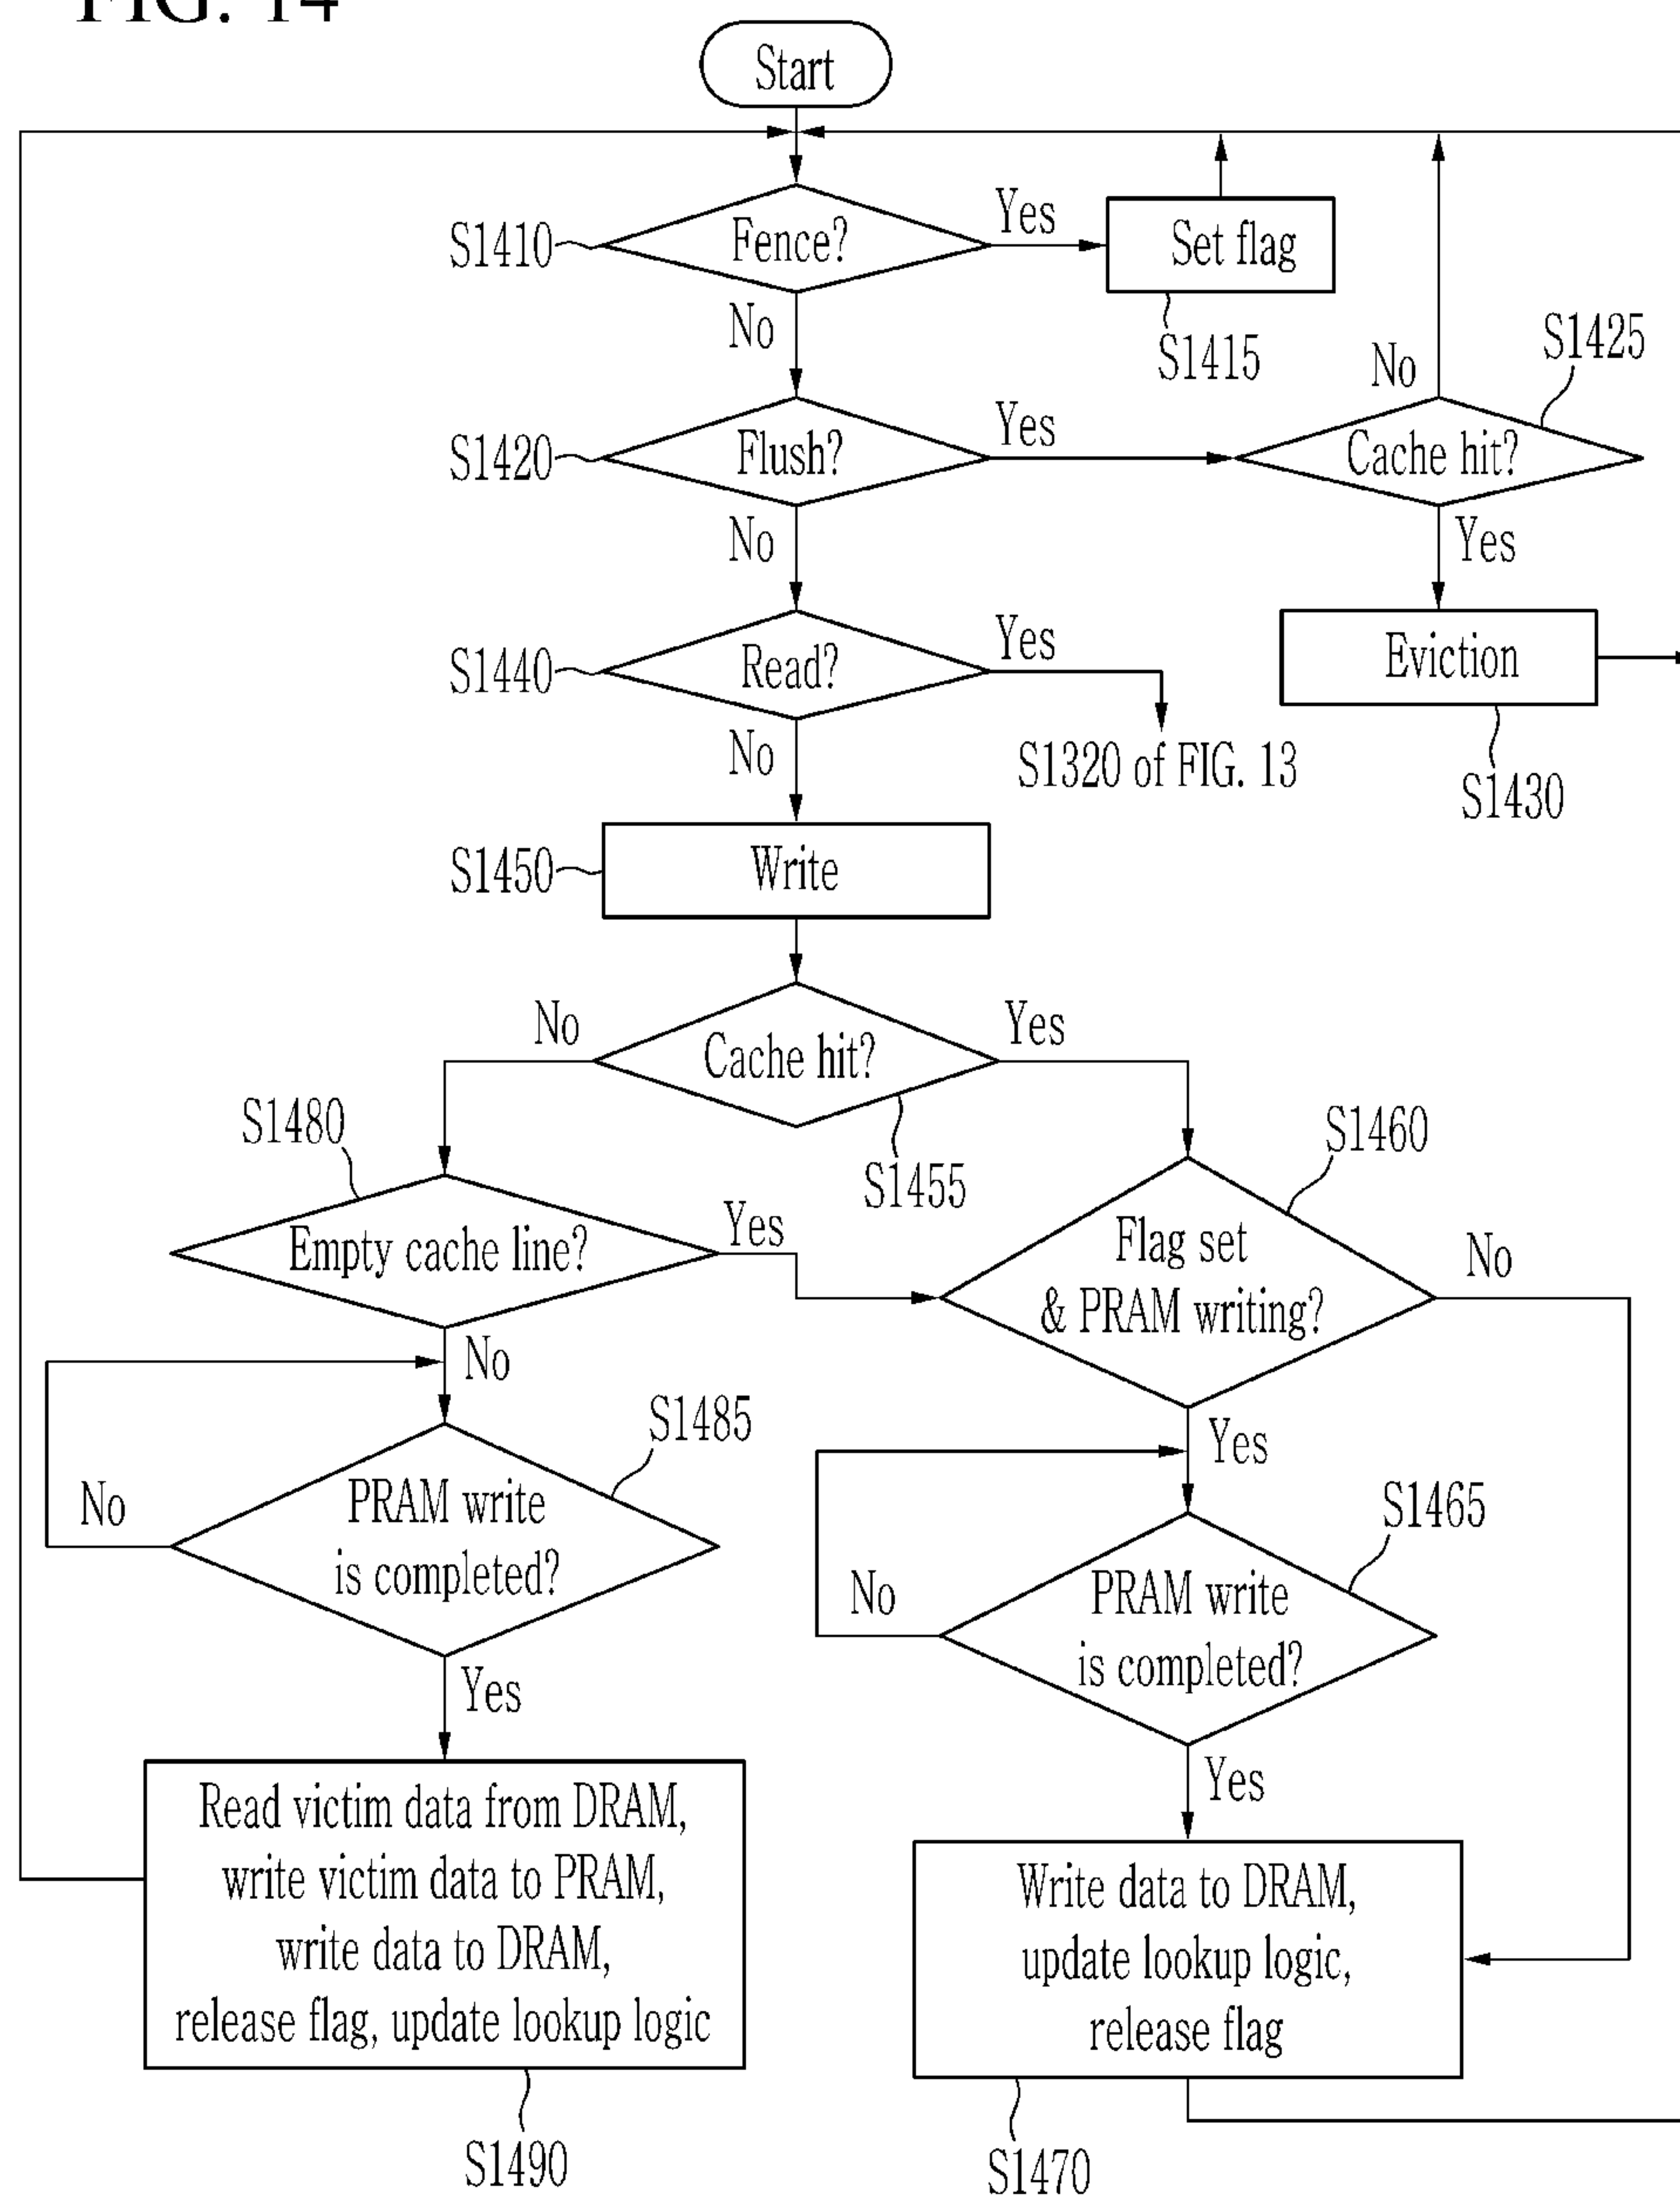 FIG. 14
Start
S1410
Fence?
Yes
Set flag
S1415
No
S1420
Flush?
Yes
Cache hit?
S1425
No
Yes
No
Eviction
S1430
S1440
Read?
Yes
S1320 of FIG. 13
No
S1450
Write
Cache hit?
No
Yes
S1455
S1480
Empty cache line?
Yes
S1460
Flag set
& PRAM writing?
No
No
Yes
S1485
PRAM write
is completed?
No
Yes
S1465
PRAM write
is completed?
No
Yes
Read victim data from DRAM,
write victim data to PRAM,
write data to DRAM,
release flag, update lookup logic
S1490
Write data to DRAM,
update lookup logic,
release flag
S1470